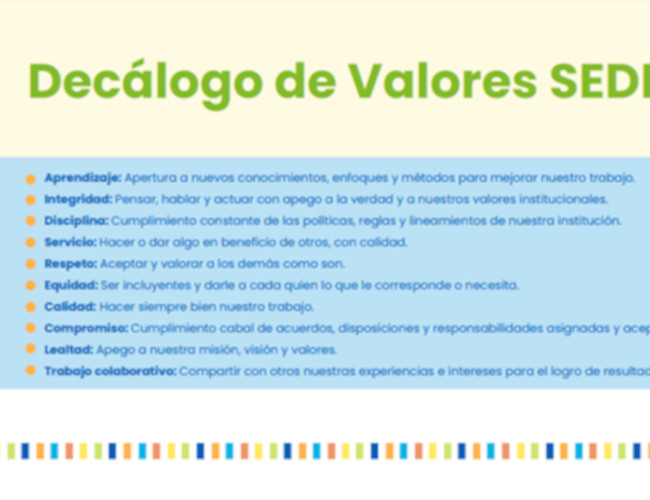 Decálogo de Valores SED
Aprendizaje: Apertura a nuevos conocimientos, enfoques y métodos para mejorar nuestro trabajo.
Integridad: Pensar, hablar y actuar con apego a la verdad y a nuestros valores institucionales.
Disciplina: Cumplimiento constante de las políticas, reglas y lineamientos de nuestra institución.
Servicio: Hacer o dar algo en beneficio de otros, con calidad.
Respeto: Aceptar y valorar a los demás como son.
Equidad: Ser incluyentes y darle a cada quien lo que le corresponde o necesita.
Calidad: Hacer siempre bien nuestro trabajo.
Compromiso: Cumplimiento cabal de acuerdos, disposiciones y responsabilidades asignadas y acep
Lealtad: Apego a nuestra misión, visión y valores.
Trabajo colaborativo: Compartir con otros nuestras experiencias e intereses para el logro de resultad